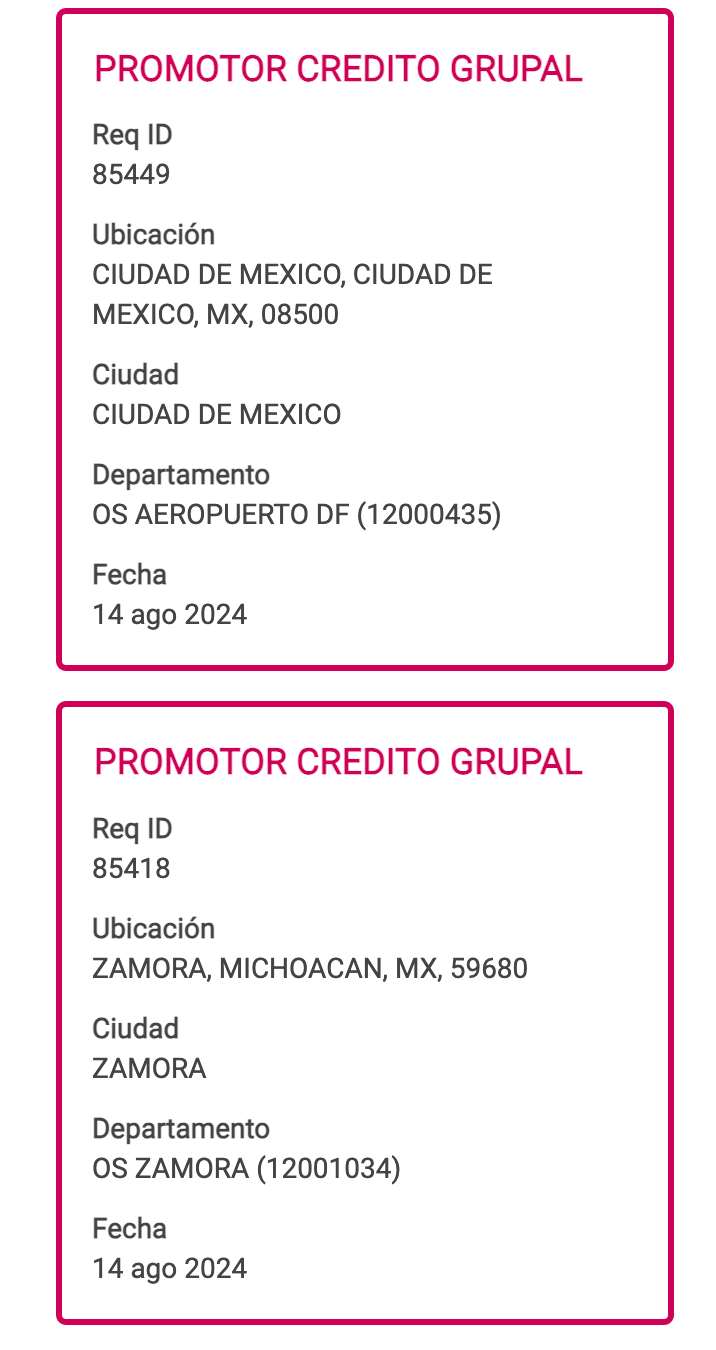 PROMOTOR CREDITO GRUPAL
Req ID
85449
Ubicación
CIUDAD DE MEXICO, CIUDAD DE
MEXICO, MX, 08500
Ciudad
CIUDAD DE MEXICO
Departamento
OS AEROPUERTO DF (12000435)
Fecha
14 ago 2024
PROMOTOR CREDITO GRUPAL
Req ID
85418
Ubicación
ZAMORA, MICHOACAN, MX, 59680
Ciudad
ZAMORA
Departamento
OS ZAMORA (12001034)
Fecha
14 ago 2024